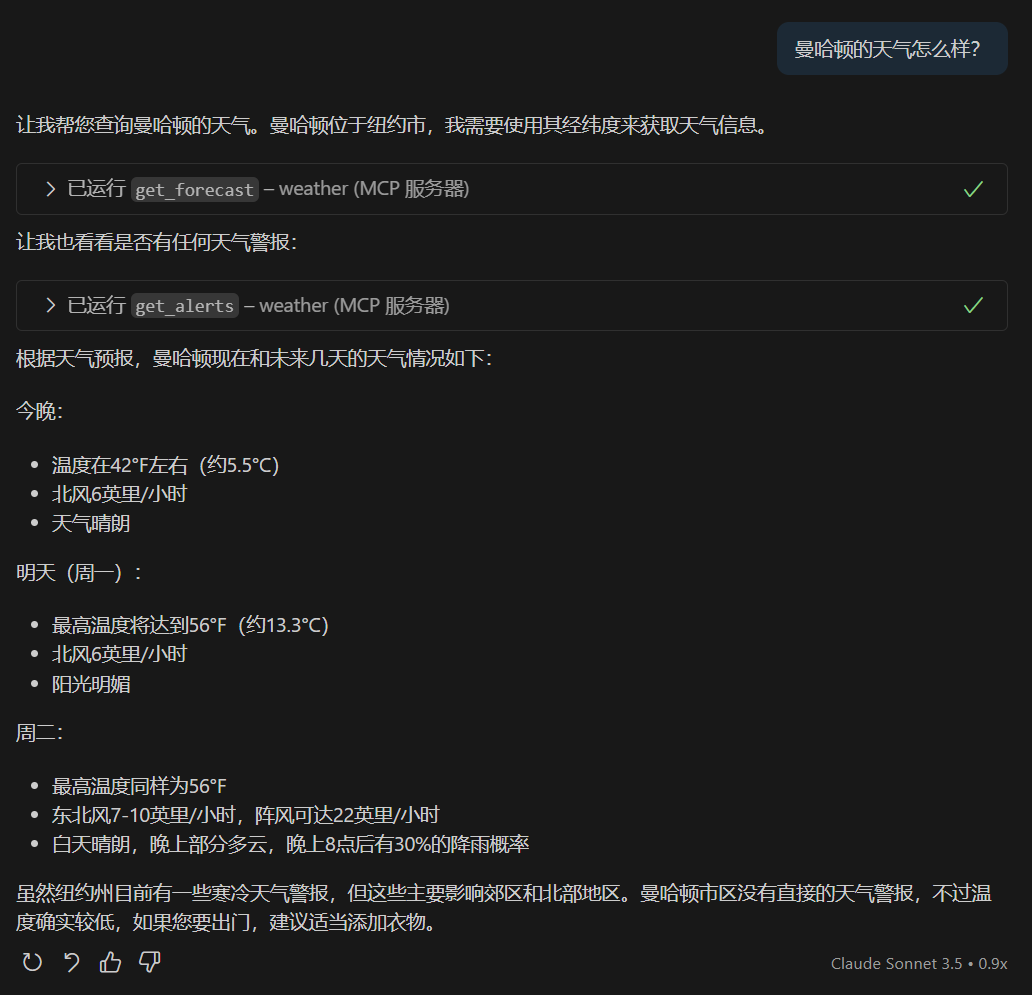 曼哈顿的天气怎么样?
让我帮您查询曼哈顿的天气。曼哈顿位于纽约市，我需要使用其经纬度来获取天气信息。
已运行 get_forecast – weather (MCP 服务器)
让我也看看是否有任何天气警报：
已运行 get_alerts – weather (MCP 服务器)
根据天气预报，曼哈顿现在和未来几天的天气情况如下：
今晚：
• 温度在42°F左右（约5.5°C）
• 北风6英里/小时
• 天气晴朗
明天（周一）：
• 最高温度将达到56°F（约13.3°C）
• 北风6英里/小时
• 阳光明媚
周二：
• 最高温度同样为56°F
• 东北风7-10英里/小时，阵风可达22英里/小时
• 白天晴朗，晚上部分多云，晚上8点后有30%的降雨概率
虽然纽约州目前有一些寒冷天气警报，但这些主要影响郊区和北部地区。曼哈顿市区没有直接的天气警报，不过温
度确实较低，如果您要出门，建议适当添加衣物。
Claude Sonnet 3.5 • 0.9x